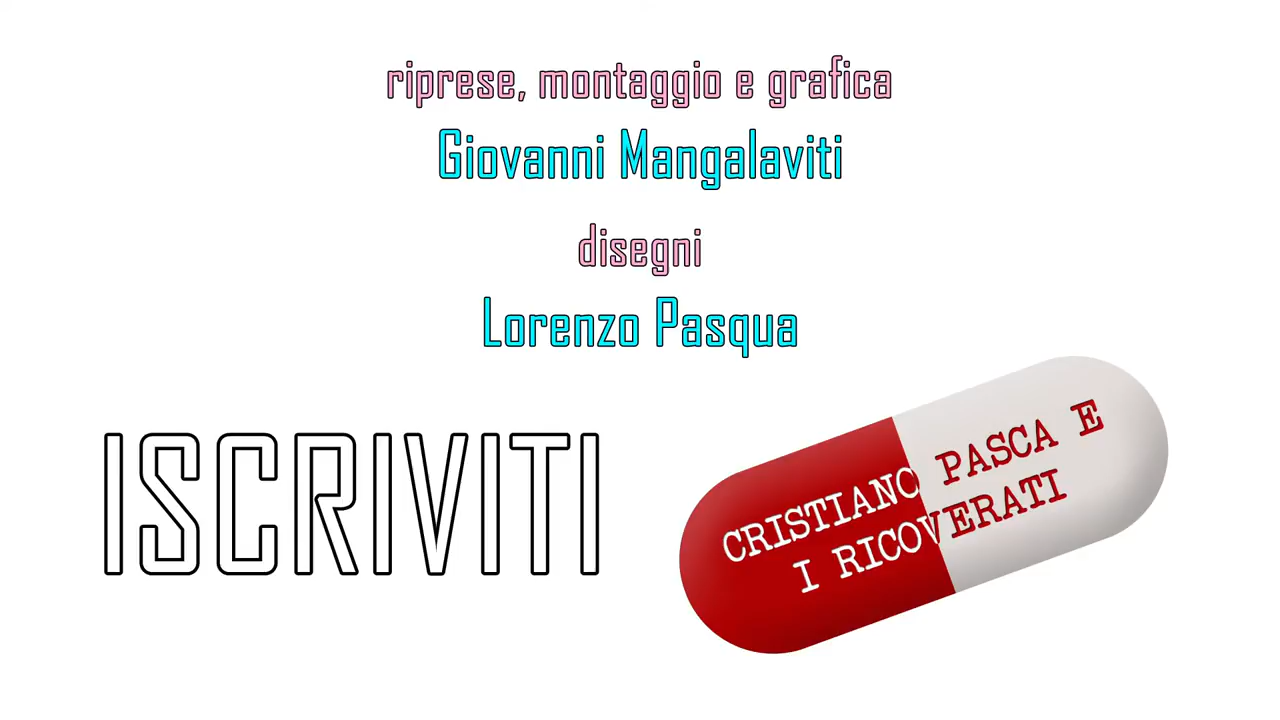 riprese, montaggio e grafica
Giovanni Mangalaviti
disegni
Lorenzo Pasqua
ISCRIVITI
CRISTIANO PASCA E
I RICOVERATI